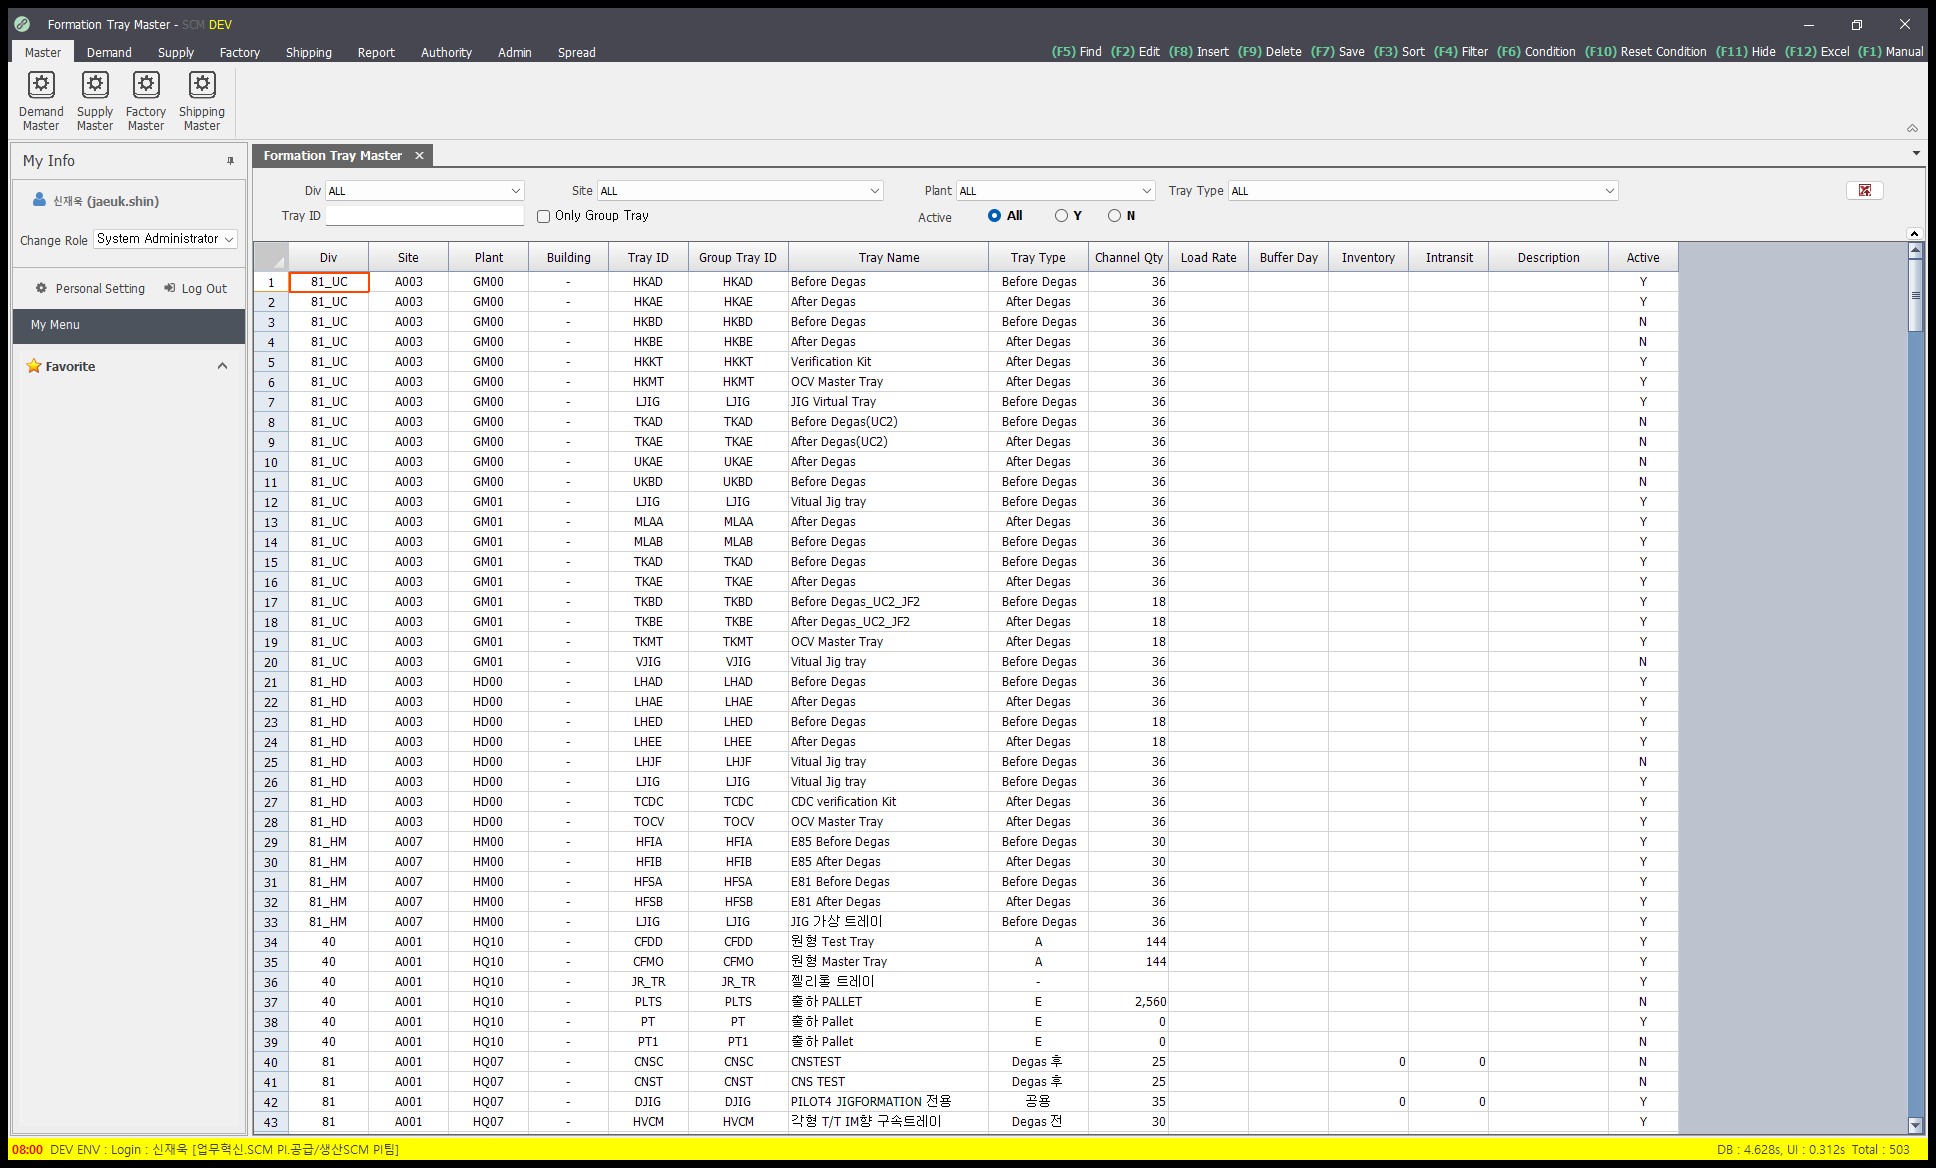 Formation Tray Master - SCM DEV
Master Demand Supply Factory Shipping Report Authority Admin Spread (F5) Find (F2) Edit (F8) Insert (F9) Delete (F7) Save (F3) Sort (F4) Filter (F6) Condition (F10) Reset Condition (F11) Hide (F12) Excel (F1) Manual
Demand Master Supply Master Factory Master Shipping Master
My Info
신재욱 (jaeuk.shin)
Change Role System Administrator
Personal Setting Log Out
My Menu
Favorite
Formation Tray Master
Div ALL Site ALL Plant ALL Tray Type ALL
Tray ID Only Group Tray Active All Y N
Div Site Plant Building Tray ID Group Tray ID Tray Name Tray Type Channel Qty Load Rate Buffer Day Inventory Intransit Description Active
1 81_UC A003 GM00 - HKAD HKAD Before Degas Before Degas 36 Y
2 81_UC A003 GM00 - HKAE HKAE After Degas After Degas 36 Y
3 81_UC A003 GM00 - HKBD HKBD Before Degas Before Degas 36 N
4 81_UC A003 GM00 - HKBE HKBE After Degas After Degas 36 N
5 81_UC A003 GM00 - HKKT HKKT Verification Kit After Degas 36 Y
6 81_UC A003 GM00 - HKMT HKMT OCV Master Tray After Degas 36 Y
7 81_UC A003 GM00 - LJIG LJIG JIG Virtual Tray Before Degas 36 Y
8 81_UC A003 GM00 - TKAD TKAD Before Degas(UC2) Before Degas 36 N
9 81_UC A003 GM00 - TKAE TKAE After Degas(UC2) After Degas 36 N
10 81_UC A003 GM00 - UKAE UKAE After Degas After Degas 36 N
11 81_UC A003 GM00 - UKBD UKBD Before Degas Before Degas 36 N
12 81_UC A003 GM01 - LJIG LJIG Vitual Jig tray Before Degas 36 Y
13 81_UC A003 GM01 - MLAA MLAA After Degas After Degas 36 Y
14 81_UC A003 GM01 - MLAB MLAB Before Degas Before Degas 36 Y
15 81_UC A003 GM01 - TKAD TKAD Before Degas Before Degas 36 Y
16 81_UC A003 GM01 - TKAE TKAE After Degas After Degas 36 Y
17 81_UC A003 GM01 - TKBD TKBD Before Degas_UC2_JF2 Before Degas 18 Y
18 81_UC A003 GM01 - TKBE TKBE After Degas_UC2_JF2 After Degas 18 Y
19 81_UC A003 GM01 - TKMT TKMT OCV Master Tray After Degas 18 Y
20 81_UC A003 GM01 - VJIG VJIG Vitual Jig tray Before Degas 36 N
21 81_HD A003 HD00 - LHAD LHAD Before Degas Before Degas 36 Y
22 81_HD A003 HD00 - LHAE LHAE After Degas After Degas 36 Y
23 81_HD A003 HD00 - LHED LHED Before Degas Before Degas 18 Y
24 81_HD A003 HD00 - LHEE LHEE After Degas After Degas 18 Y
25 81_HD A003 HD00 - LHJF LHJF Vitual Jig tray Before Degas 36 N
26 81_HD A003 HD00 - LJIG LJIG Vitual Jig tray Before Degas 36 Y
27 81_HD A003 HD00 - TCDC TCDC CDC verification Kit After Degas 36 Y
28 81_HD A003 HD00 - TOCV TOCV OCV Master Tray After Degas 36 Y
29 81_HM A007 HM00 - HFIA HFIA E85 Before Degas Before Degas 30 Y
30 81_HM A007 HM00 - HFIB HFIB E85 After Degas After Degas 30 Y
31 81_HM A007 HM00 - HFSA HFSA E81 Before Degas Before Degas 36 Y
32 81_HM A007 HM00 - HFSB HFSB E81 After Degas After Degas 36 Y
33 81_HM A007 HM00 - LJIG LJIG JIG 가상 트레이 Before Degas 36 Y
34 40 A001 HQ10 - CFDD CFDD 원형 Test Tray A 144 Y
35 40 A001 HQ10 - CFMO CFMO 원형 Master Tray A 144 Y
36 40 A001 HQ10 - JR_TR JR_TR 젤리롤 트레이 - Y
37 40 A001 HQ10 - PLTS PLTS 출하 PALLET E 2,560 N
38 40 A001 HQ10 - PT PT 출하 Pallet E 0 Y
39 40 A001 HQ10 - PT1 PT1 출하 Pallet E 0 N
40 81 A001 HQ07 - CNSC CNSC CNSTEST Degas 후 25 0 0 N
41 81 A001 HQ07 - CNST CNST CNS TEST Degas 후 25 N
42 81 A001 HQ07 - DJIG DJIG PILOT4 JIGFORMATION 전용 공용 35 0 0 Y
43 81 A001 HQ07 - HVCM HVCM 각형 T/T IM향 구속트레이 Degas 전 30 Y
08:00 DEV ENV : Login : 신재욱 [업무혁신.SCM PI.공급/생산SCM PI팀] DB : 4.628s, UI : 0.312s Total : 503